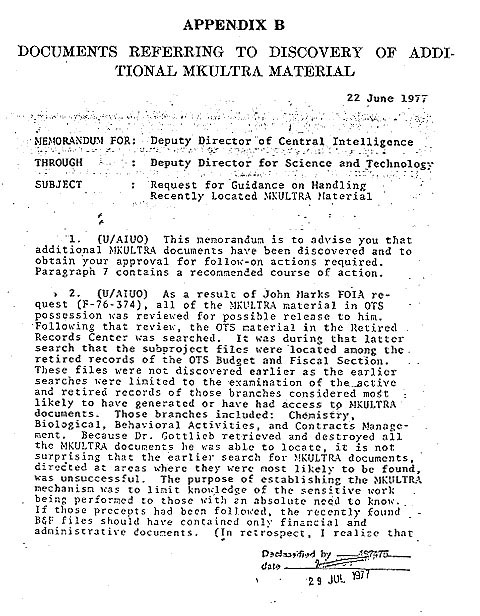 APPENDIX B
DOCUMENTS REFERRING TO DISCOVERY OF ADDI-
TIONAL MKULTRA MATERIAL
22 June 1977
MEMORANDUM FOR: Deputy Director of Central Intelligence
THROUGH : Deputy Director for Science and Technology
SUBJECT : Request for Guidance on Handling
Recently Located MKULTRA Material
1. (U/AIUO) This memorandum is to advise you that
additional MKULTRA documents have been discovered and to
obtain your approval for follow-on actions required.
Paragraph 7 contains a recommended course of action.
2. (U/AIUO) As a result of John Marks FOIA re-
quest (F-76-374), all of the MKULTRA material in OTS
possession was reviewed for possible release to him.
Following that review, the OTS material in the Retired
Records Center was searched. It was during that latter
search that the subproject files were located among the
retired records of the OTS Budget and Fiscal Section.
These files were not discovered earlier as the earlier
searches were limited to the examination of the active
and retired records of those branches considered most
likely to have generated or have had access to MKULTRA
documents. Those branches included: Chemistry,
Biological, Behavioral Activities, and Contracts Manage-
ment. Because Dr. Gottlieb retrieved and destroyed all
the MKULTRA documents he was able to locate, it is not
surprising that the earlier search for MKULTRA documents,
directed at areas where they were most likely to be found,
was unsuccessful. The purpose of establishing the MKULTRA
mechanism was to limit knowledge of the sensitive work
being performed to those with an absolute need to know.
If those precepts had been followed, the recently found
B&F files should have contained only financial and
administrative documents. (In retrospect, I realize that
Declassified by
date
29 JUL 1977